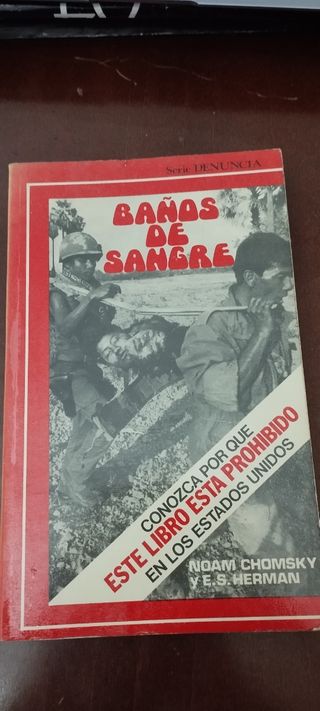 Serie DENUNCIA
BAÑOS
DE
SANGRE
CONOZCA POR QUE
ESTE LIBRO ESTA PROHIBIDO
EN LOS ESTADOS UNIDOS
NOAM CHOMSKY
Y E.S. HERMAN